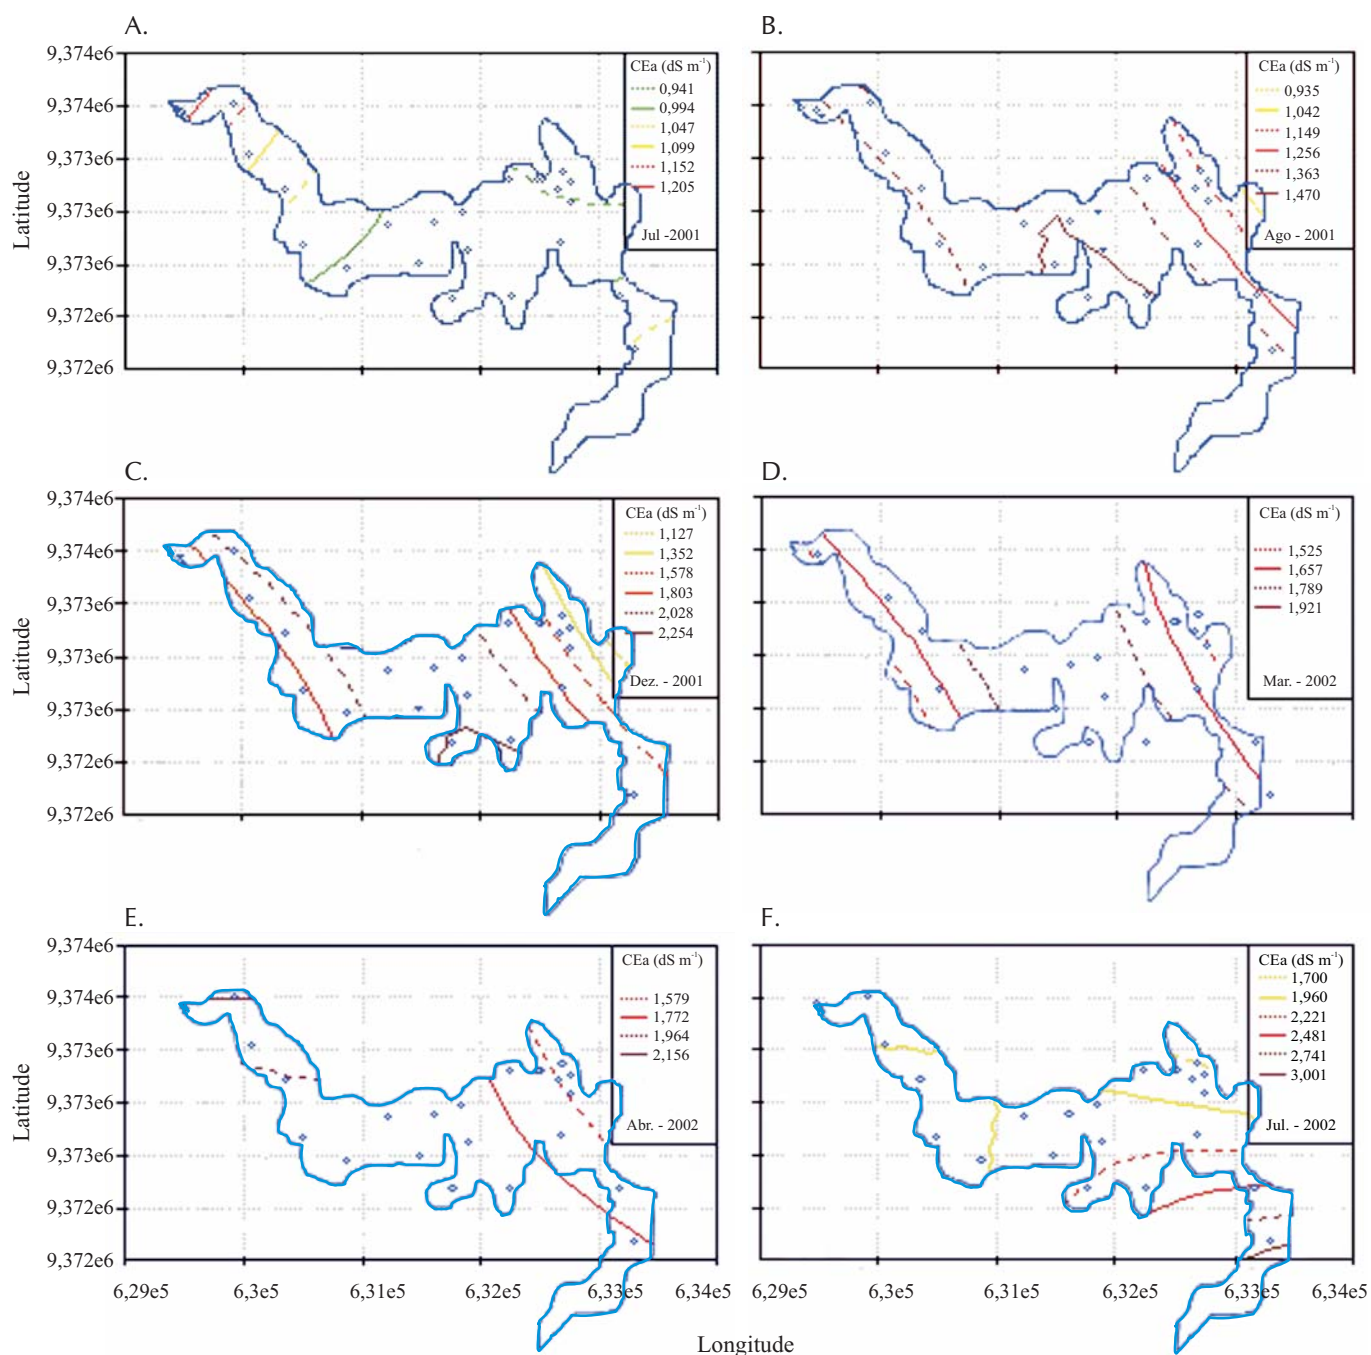 A.
9,374e6
9,374e6
9,373e6
9,373e6
9,373e6
9,372e6
9,372e6
Latitude
CEa (dS m⁻¹)
0,941
0,994
1,047
1,099
1,152
1,205
Jul -2001
B.
CEa (dS m⁻¹)
0,935
1,042
1,149
1,256
1,363
1,470
Ago - 2001
C.
9,374e6
9,374e6
9,373e6
9,373e6
9,373e6
9,372e6
9,372e6
Latitude
CEa (dS m⁻¹)
1,127
1,352
1,578
1,803
2,028
2,254
Dez. - 2001
D.
CEa (dS m⁻¹)
1,525
1,657
1,789
1,921
Mar. - 2002
E.
9,374e6
9,374e6
9,373e6
9,373e6
9,373e6
9,372e6
9,372e6
Latitude
CEa (dS m⁻¹)
1,579
1,772
1,964
2,156
Abr. - 2002
6,29e5 6,3e5 6,31e5 6,32e5 6,33e5 6,34e5
F.
CEa (dS m⁻¹)
1,700
1,960
2,221
2,481
2,741
3,001
Jul. - 2002
6,29e5 6,3e5 6,31e5 6,32e5 6,33e5 6,34e5
Longitude